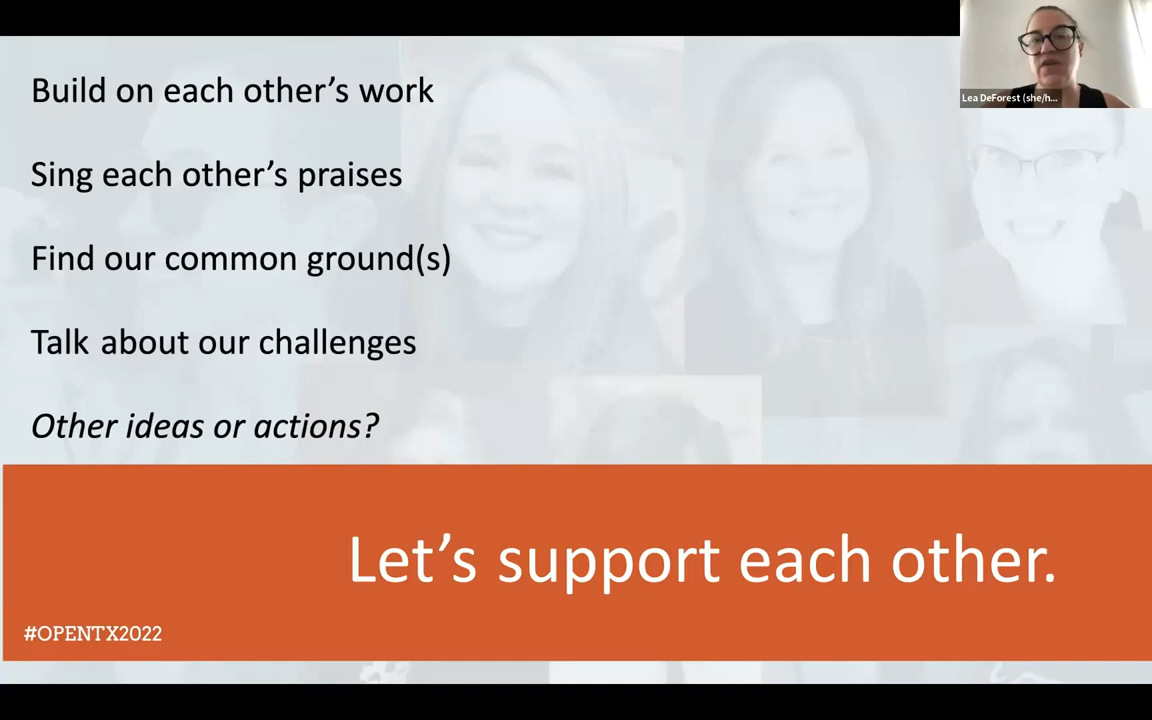 Lea DeForest (she/h...
Build on each other’s work
Sing each other’s praises
Find our common ground(s)
Talk about our challenges
Other ideas or actions?
Let’s support each other.
#OPENTX2022